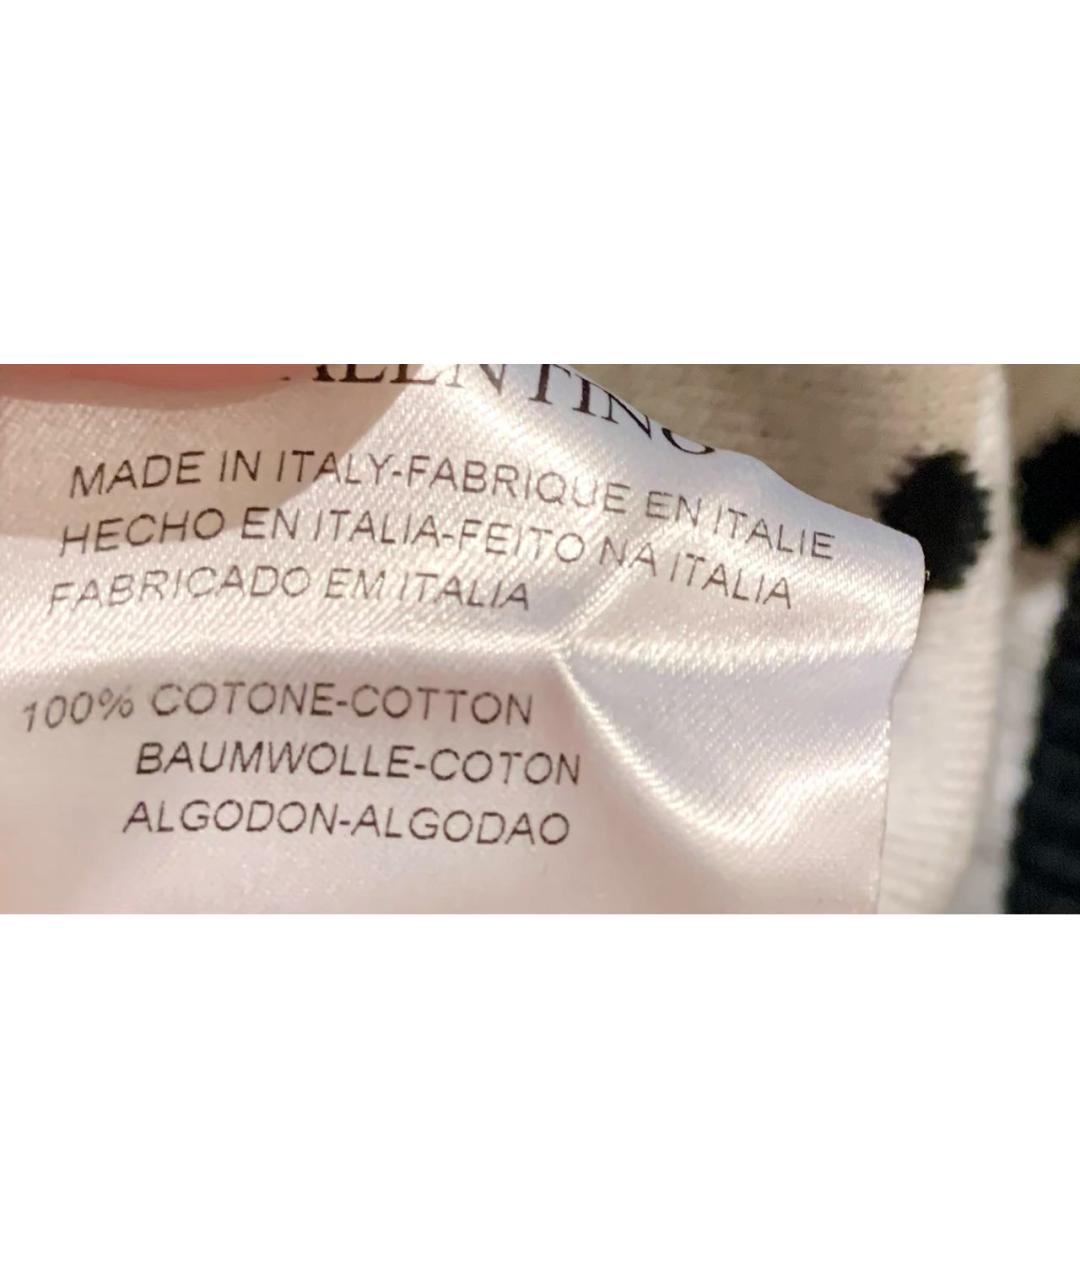 VALENTINO
MADE IN ITALY-FABRIQUE EN ITALIE
HECHO EN ITALIA-FEITO NA ITALIA
FABRICADO EM ITALIA
100% COTONE-COTTON
BAUMWOLLE-COTON
ALGODON-ALGODAO